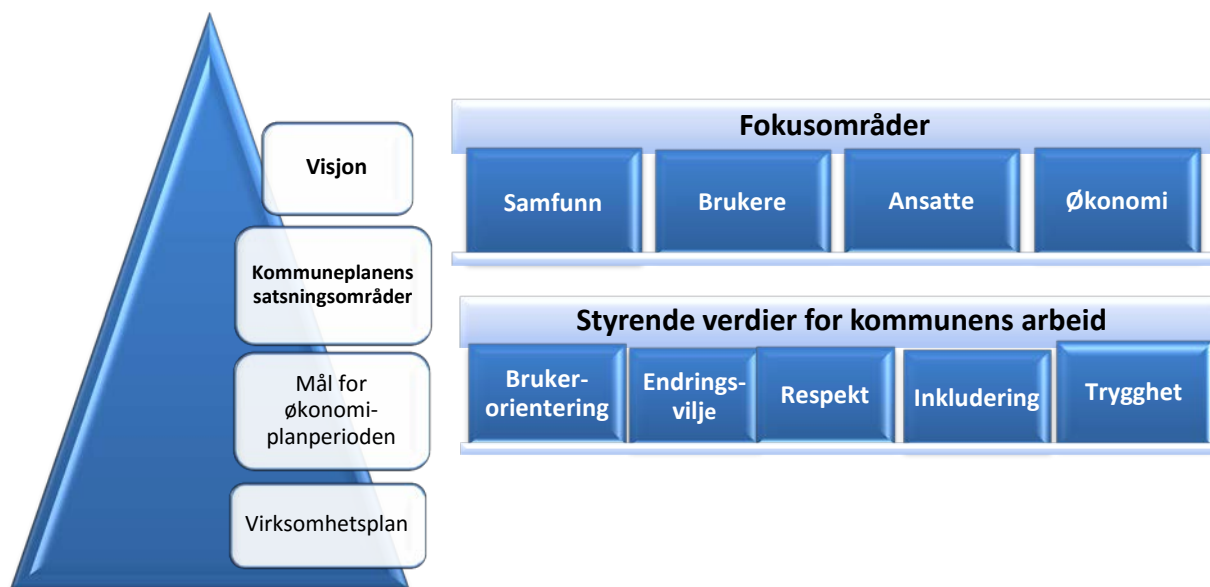 Visjon
Kommuneplanens
satsningsområder
Mål for
økonomi-
planperioden
Virksomhetsplan
Fokusområder
Samfunn
Brukere
Ansatte
Økonomi
Styrende verdier for kommunens arbeid
Bruker-
orientering
Endrings-
vilje
Respekt
Inkludering
Trygghet